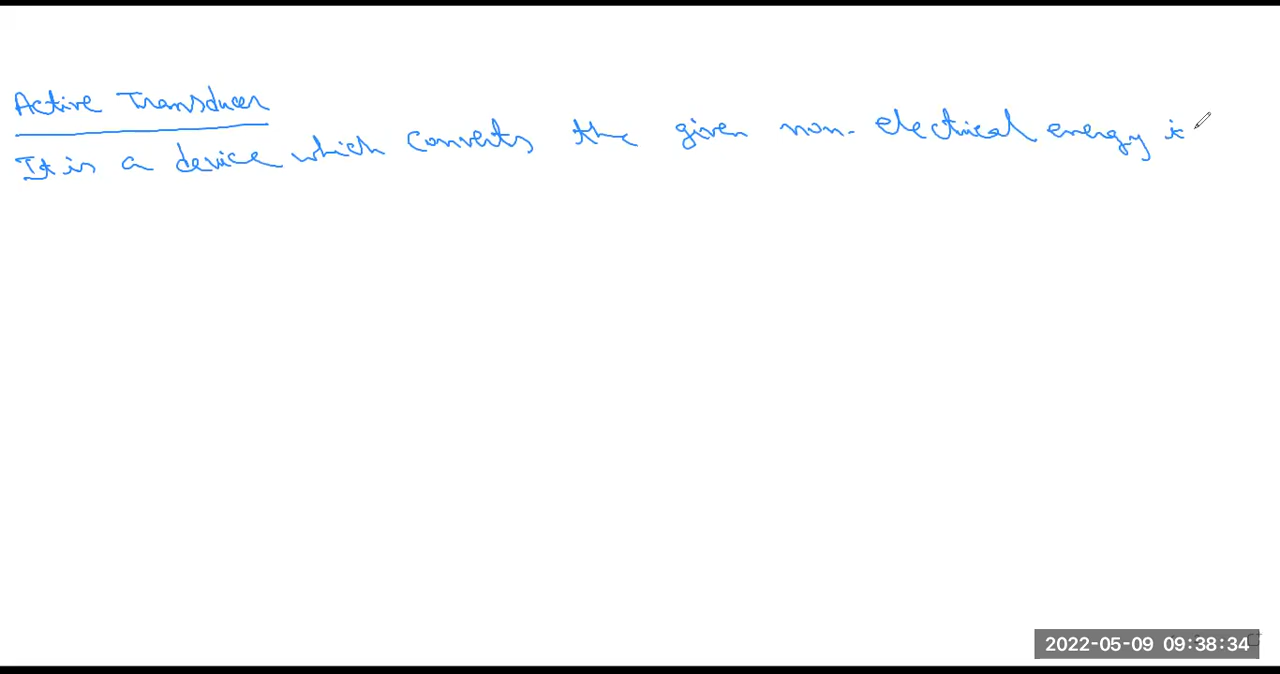 Active Transducer
It is a device which converts the given non-electrical energy i
2022-05-09 09:38:34